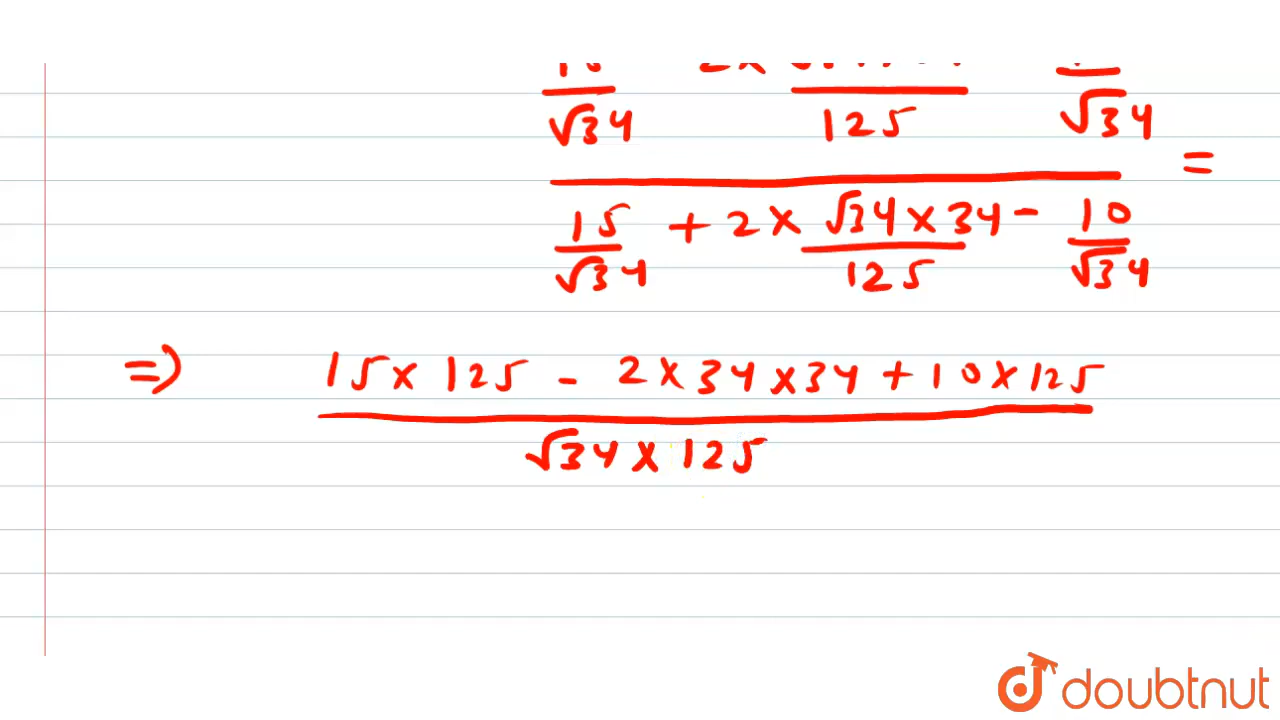 √34 125 √34
=
15/√34 + 2 × √34 × 34/125 - 10/√34
=> 15 × 125 - 2 × 34 × 34 + 10 × 125
√34 × 125
doubtnut